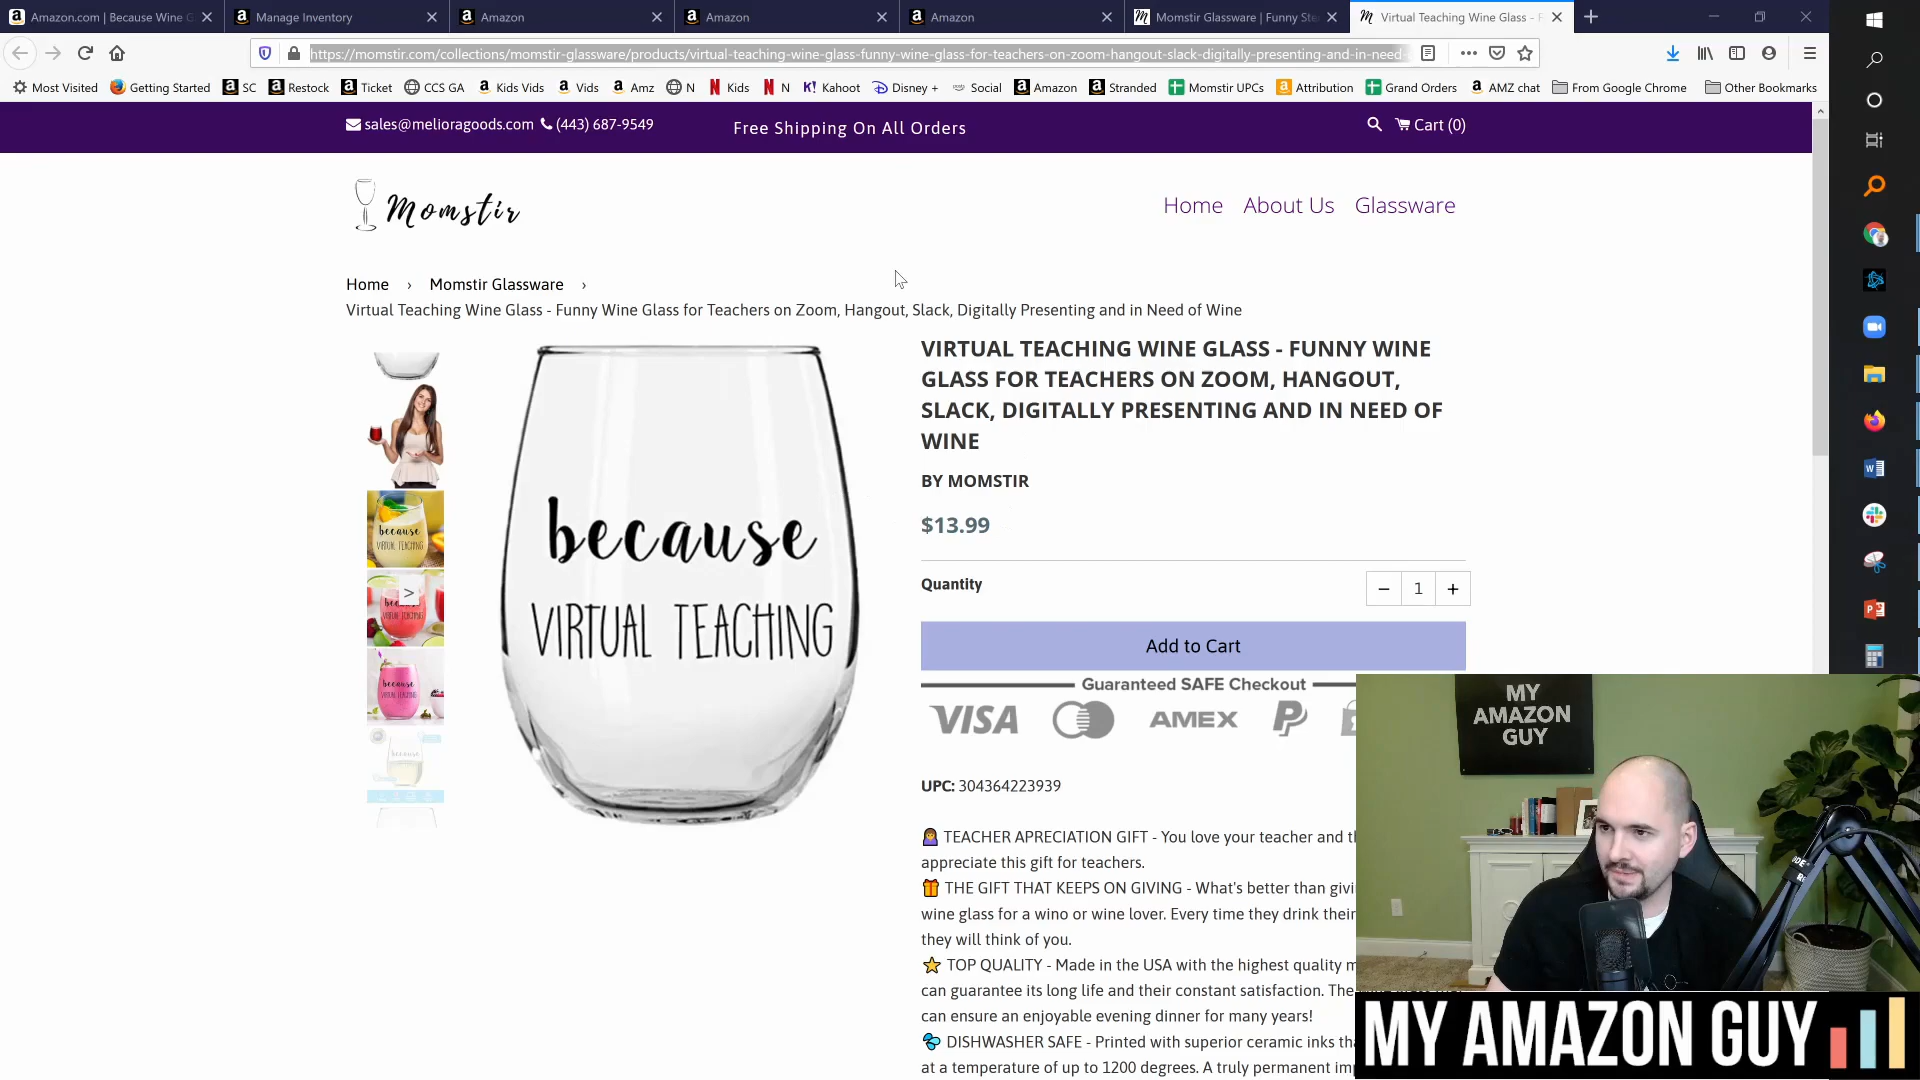 Amazon.com | Because Wine G
Manage Inventory
Amazon
Amazon
Amazon
Momstir Glassware | Funny Ste
Virtual Teaching Wine Glass - F
https://momstir.com/collections/momstir-glassware/products/virtual-teaching-wine-glass-funny-wine-glass-for-teachers-on-zoom-hangout-slack-digitally-presenting-and-in-need-
Most Visited
Getting Started
SC
Restock
Ticket
CCS GA
Kids Vids
Vids
Amz
N
Kids
N
Kahoot
Disney +
Social
Amazon
Stranded
Momstir UPCs
Attribution
Grand Orders
AMZ chat
From Google Chrome
Other Bookmarks
sales@melioragoods.com (443) 687-9549
Free Shipping On All Orders
Cart (0)
Momstir
Home About Us Glassware
Home › Momstir Glassware ›
Virtual Teaching Wine Glass - Funny Wine Glass for Teachers on Zoom, Hangout, Slack, Digitally Presenting and in Need of Wine
because
VIRTUAL TEACHING
VIRTUAL TEACHING WINE GLASS - FUNNY WINE
GLASS FOR TEACHERS ON ZOOM, HANGOUT,
SLACK, DIGITALLY PRESENTING AND IN NEED OF
WINE
BY MOMSTIR
$13.99
Quantity
− 1 +
Add to Cart
Guaranteed SAFE Checkout
VISA
AMEX
UPC: 304364223939
TEACHER APRECIATION GIFT - You love your teacher and th
appreciate this gift for teachers.
THE GIFT THAT KEEPS ON GIVING - What's better than givi
wine glass for a wino or wine lover. Every time they drink their
they will think of you.
TOP QUALITY - Made in the USA with the highest quality m
can guarantee its long life and their constant satisfaction. The
can ensure an enjoyable evening dinner for many years!
DISHWASHER SAFE - Printed with superior ceramic inks tha
at a temperature of up to 1200 degrees. A truly permanent im
MY
AMAZON
GUY
MY AMAZON GUY